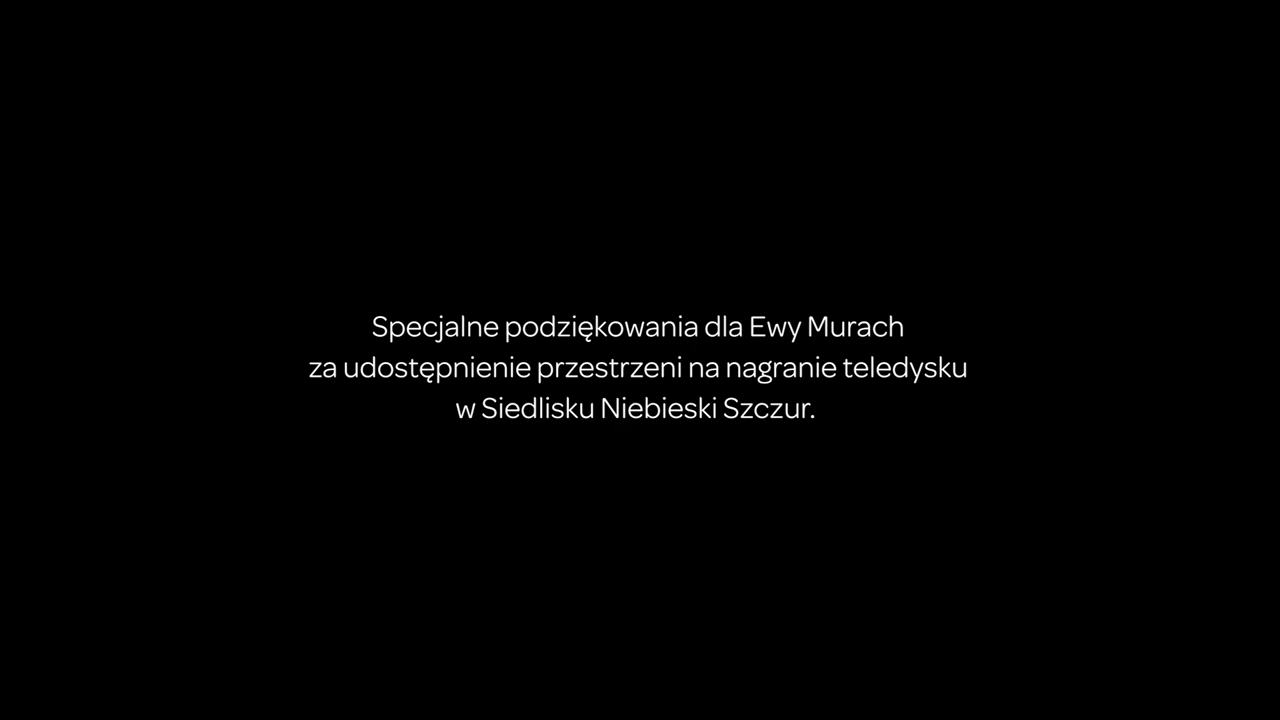 Specjalne podziękowania dla Ewy Murach
za udostępnienie przestrzeni na nagranie teledysku
w Siedlisku Niebieski Szczur.